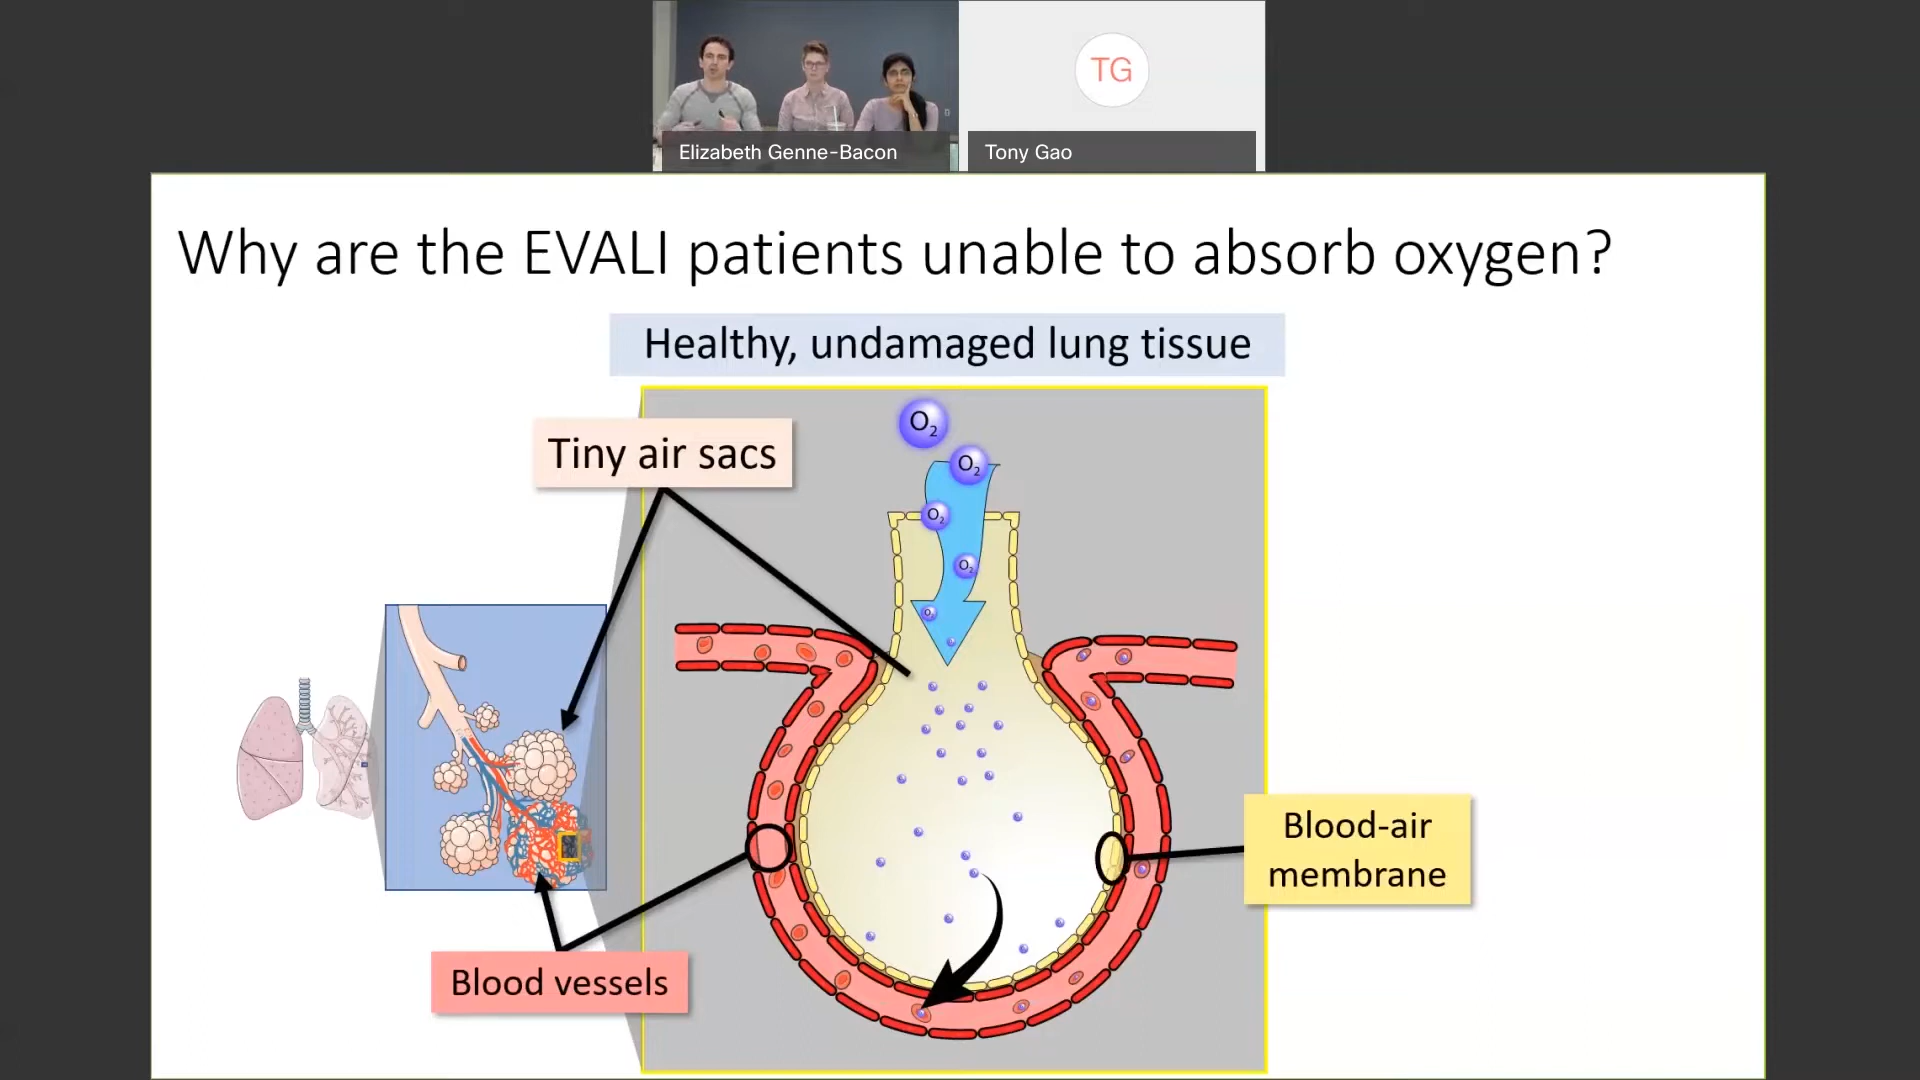 TG
Elizabeth Genne-Bacon
Tony Gao
Why are the EVALI patients unable to absorb oxygen?
Healthy, undamaged lung tissue
O₂
Tiny air sacs
O₂
O₂
O₂
O₂
Blood-air
membrane
Blood vessels